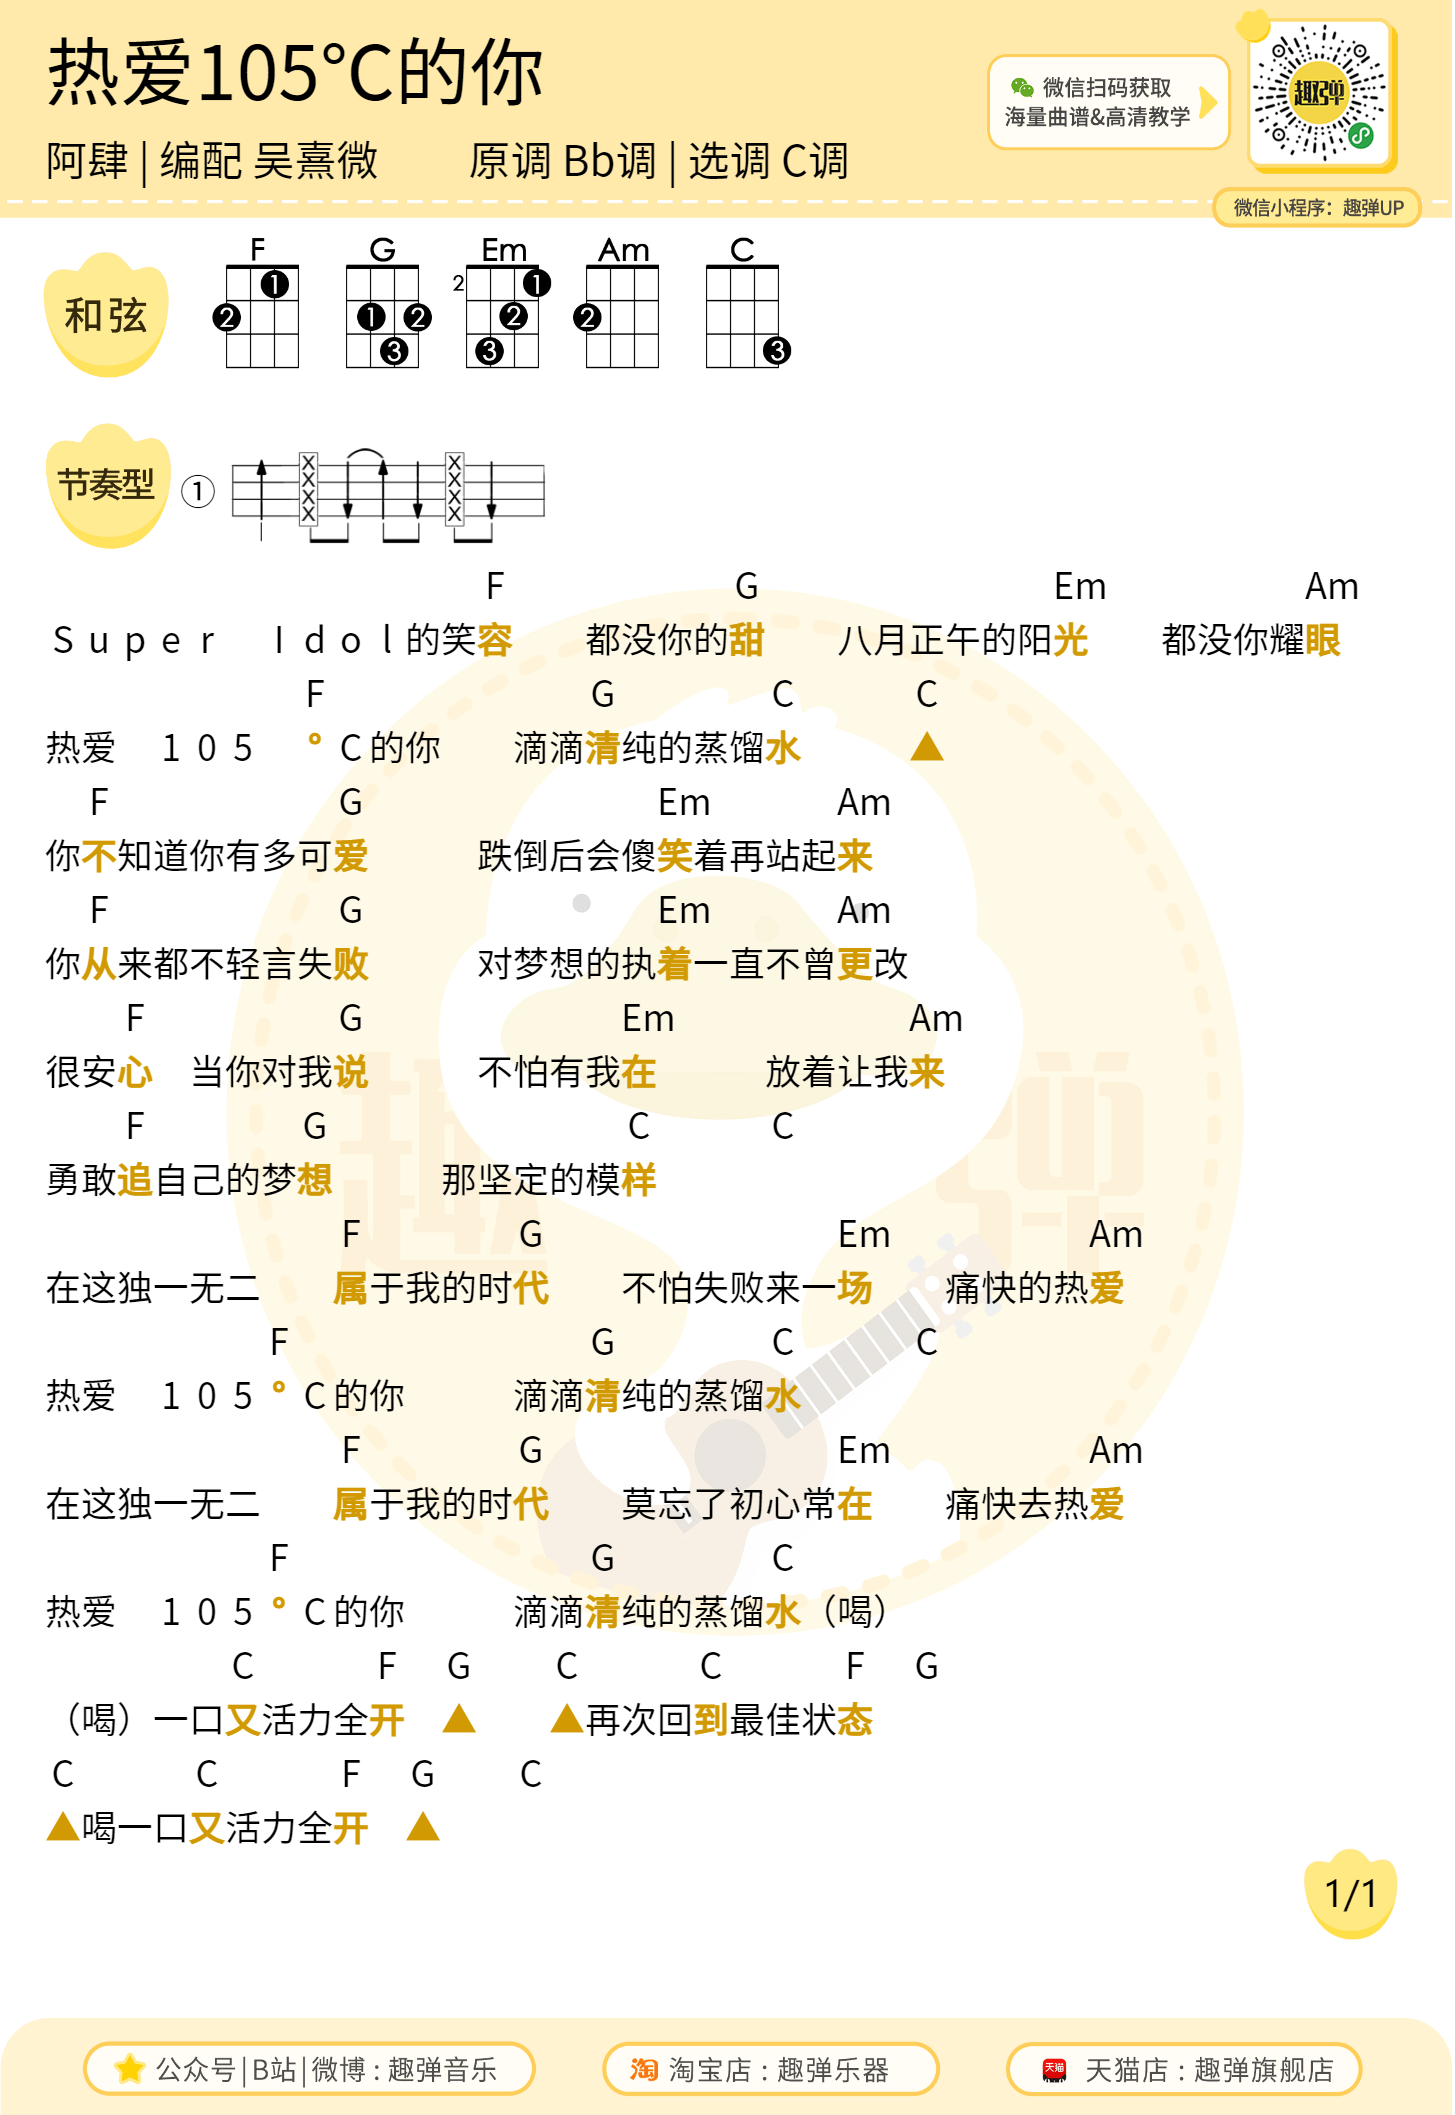 热爱105℃的你
阿肆 | 编配 吴熹微 原调 Bb调 | 选调 C调
微信扫码获取
海量曲谱&高清教学
趣弹
微信小程序：趣弹UP
和弦
F G Em Am C
2
1 2
1 2 3
1 2 3
2
3
节奏型 ①
X X X X
X X X X
F G Em Am
Super Idol的笑容 都没你的甜 八月正午的阳光 都没你耀眼
F G C C
热爱 105 °C的你 滴滴清纯的蒸馏水 ▲
F G Em Am
你不知道你有多可爱 跌倒后会傻笑着再站起来
F G Em Am
你从来都不轻言失败 对梦想的执着一直不曾更改
F G Em Am
很安心 当你对我说 不怕有我在 放着让我来
F G C C
勇敢追自己的梦想 那坚定的模样
F G Em Am
在这独一无二 属于我的时代 不怕失败来一场 痛快的热爱
F G C C
热爱 105°C的你 滴滴清纯的蒸馏水
F G Em Am
在这独一无二 属于我的时代 莫忘了初心常在 痛快去热爱
F G C
热爱 105°C的你 滴滴清纯的蒸馏水（喝）
C F G C C F G
（喝）一口又活力全开 ▲ ▲再次回到最佳状态
C C F G C
▲喝一口又活力全开 ▲
趣弹
1/1
公众号|B站|微博：趣弹音乐
淘 淘宝店：趣弹乐器
天猫 天猫店：趣弹旗舰店